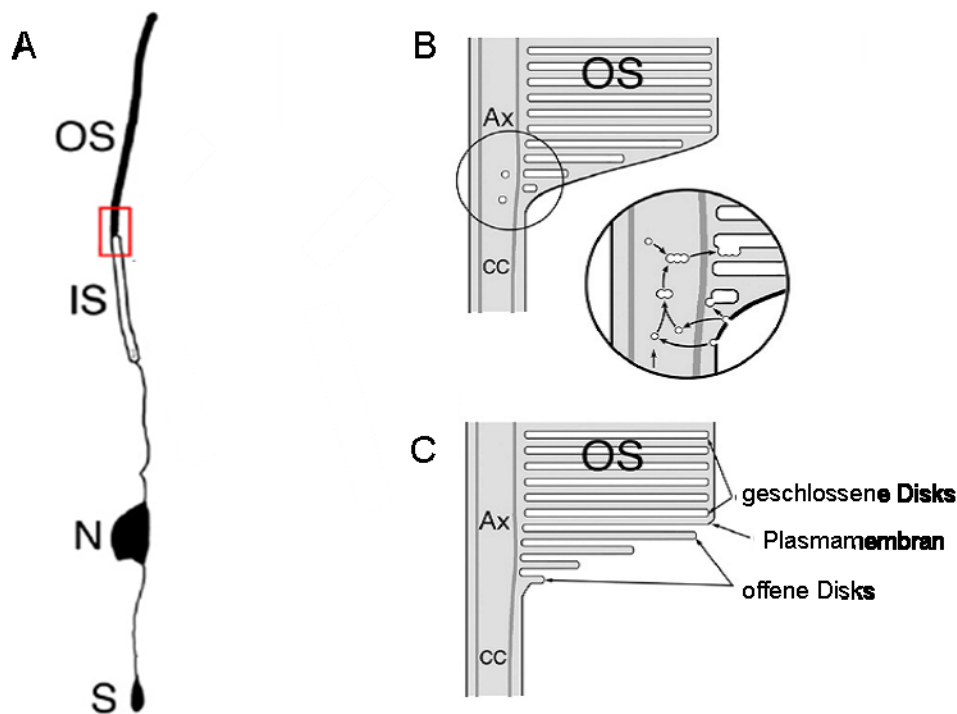 A
OS
IS
N
S
B
OS
Ax
cc
C
OS
Ax
cc
geschlossene Disks
Plasmamembran
offene Disks